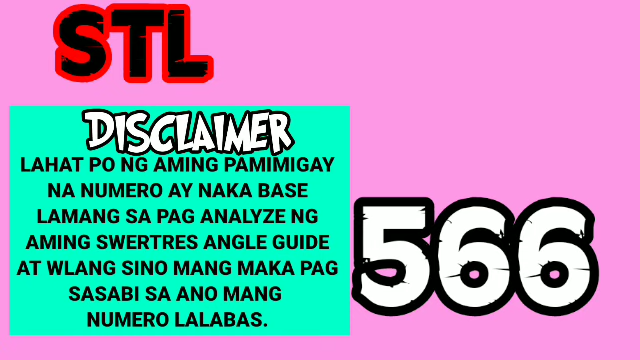 STL
DISCLAIMER
LAHAT PO NG AMING PAMIMIGAY
NA NUMERO AY NAKA BASE
LAMANG SA PAG ANALYZE NG
AMING SWERTRES ANGLE GUIDE
AT WLANG SINO MANG MAKA PAG
SASABI SA ANO MANG
NUMERO LALABAS.
566